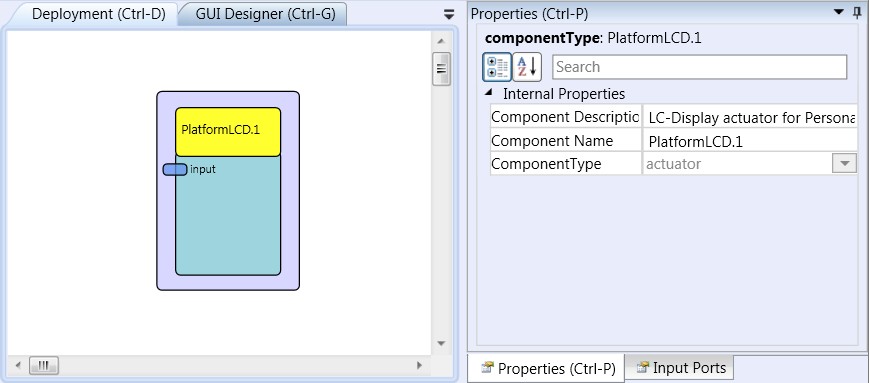 Deployment (Ctrl-D)
GUI Designer (Ctrl-G)
PlatformLCD.1
input
Properties (Ctrl-P)
componentType: PlatformLCD.1
A
Z
Search
Internal Properties
Component Descriptio
LC-Display actuator for Persona
Component Name
PlatformLCD.1
ComponentType
actuator
Properties (Ctrl-P)
Input Ports